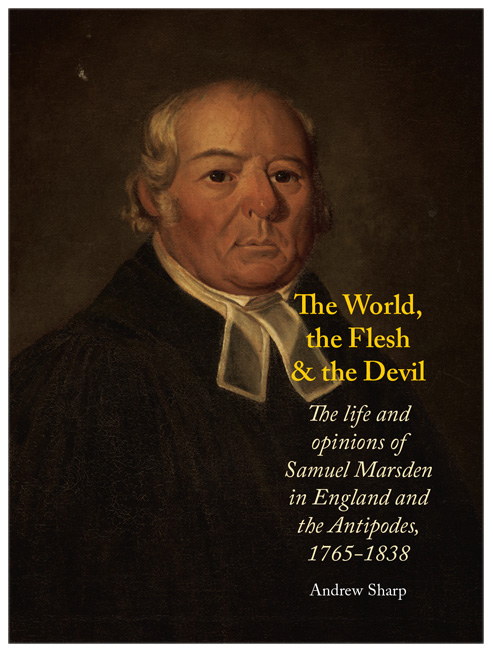 The World,
the Flesh
& the Devil
The life and
opinions of
Samuel Marsden
in England and
the Antipodes,
1765–1838
Andrew Sharp